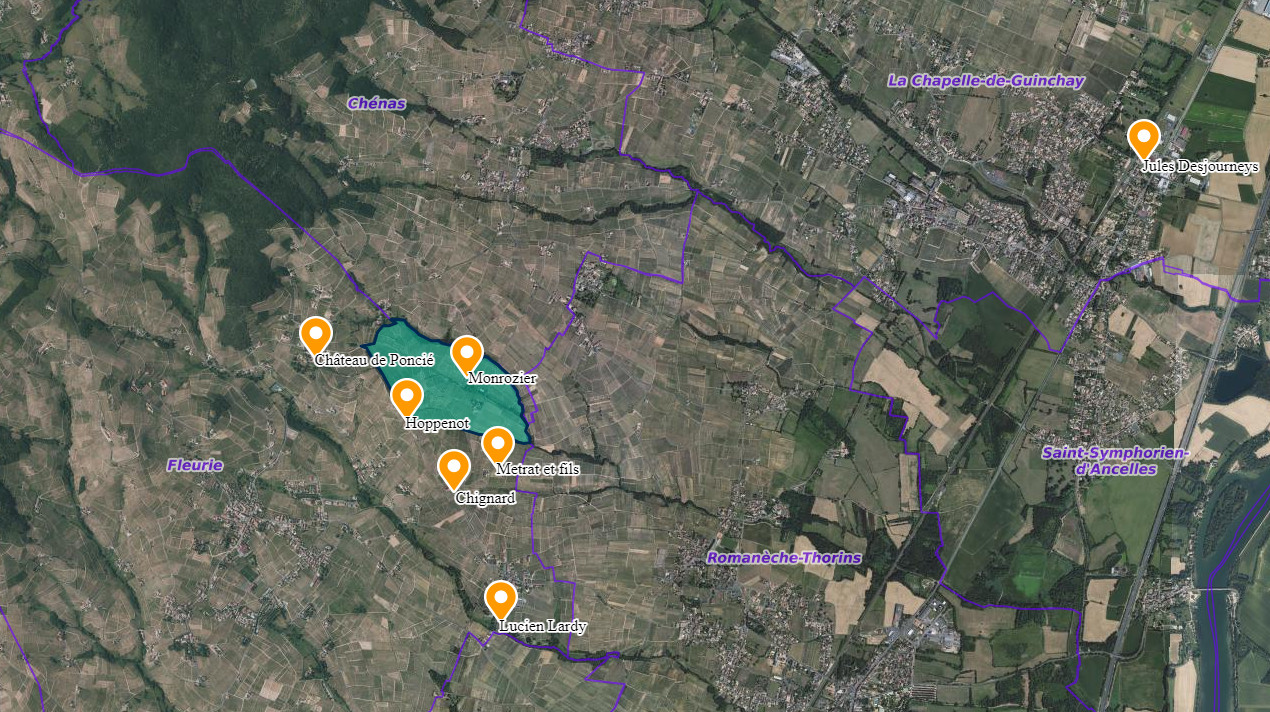 La Chapelle-de-Guinchay
Chénas
Jules Desjourneys
Château de Poncié
Monrozier
Hoppenot
Saint-Symphorien-
d'Ancelles
Fleurie
Metrat et fils
Chignard
Romanèche-Thorins
Lucien Lardy